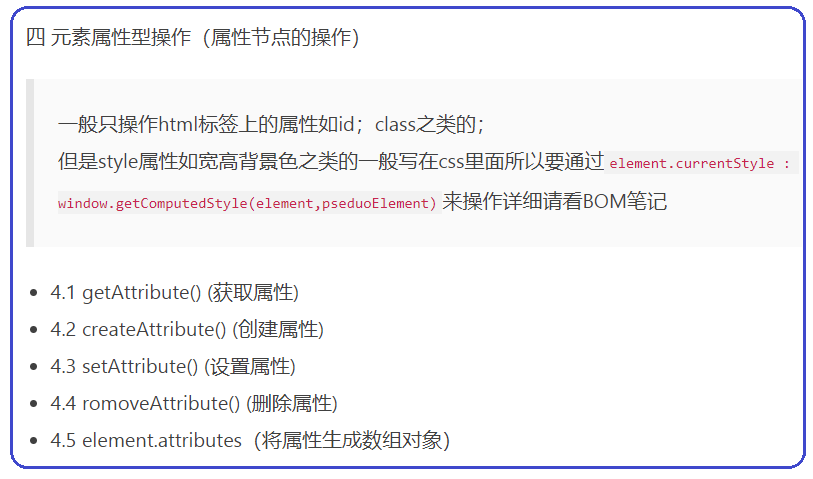 四 元素属性型操作（属性节点的操作）
一般只操作html标签上的属性如id；class之类的；
但是style属性如宽高背景色之类的一般写在css里面所以要通过 element.currentStyle :
window.getComputedStyle(element,pseduoElement) 来操作详细请看BOM笔记
• 4.1 getAttribute() (获取属性)
• 4.2 createAttribute() (创建属性)
• 4.3 setAttribute() (设置属性)
• 4.4 romoveAttribute() (删除属性)
• 4.5 element.attributes（将属性生成数组对象）